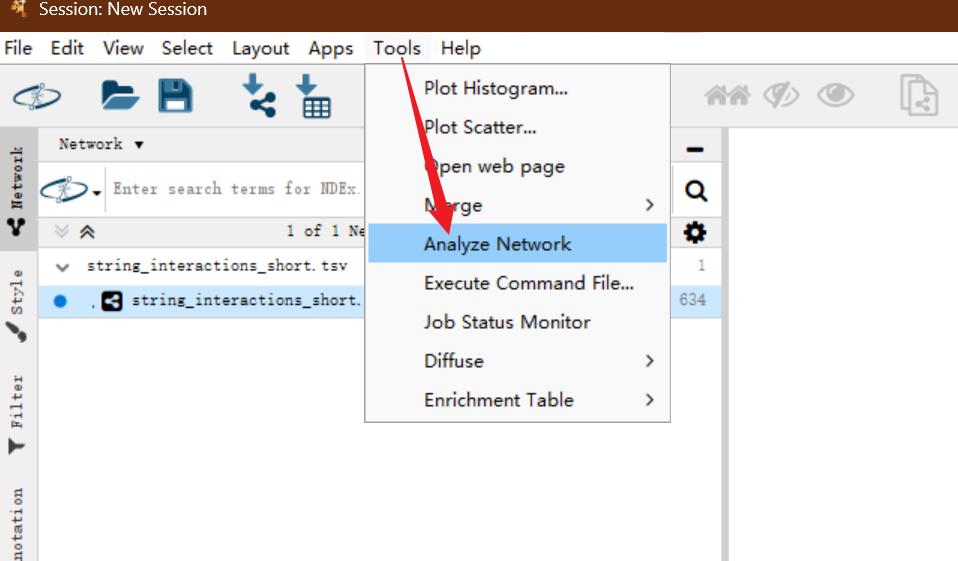 Session: New Session
File Edit View Select Layout Apps Tools Help
Plot Histogram...
Plot Scatter...
Open web page
Merge
Analyze Network
Execute Command File...
Job Status Monitor
Diffuse
Enrichment Table
Network
Style
Filter
notation
Network ▼
Enter search terms for NDEx.
1 of 1 Ne
string_interactions_short.tsv 1
string_interactions_short. 634